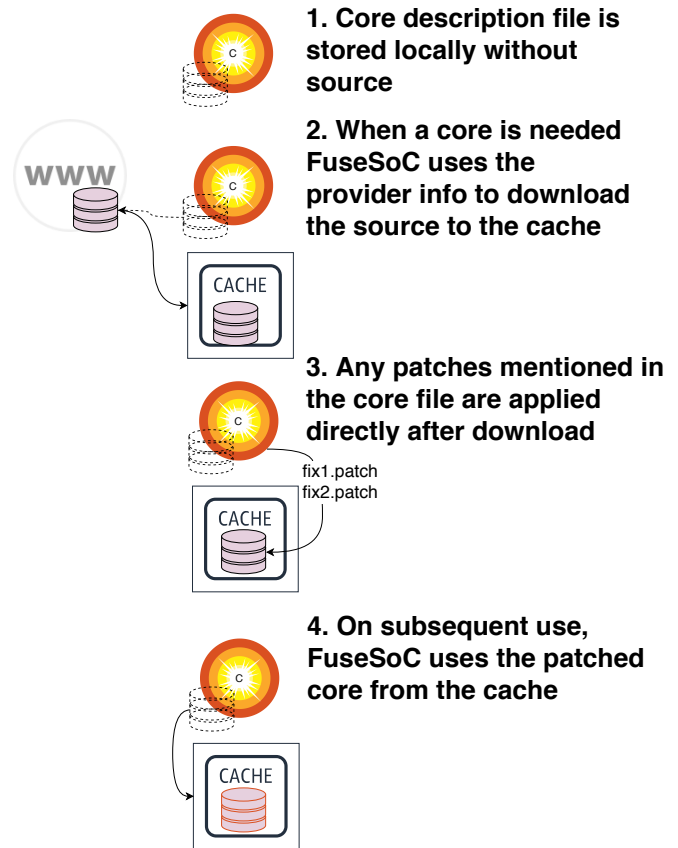 C
1. Core description file is
stored locally without
source
2. When a core is needed
FuseSoC uses the
provider info to download
the source to the cache
www
C
CACHE
3. Any patches mentioned in
the core file are applied
directly after download
C
fix1.patch
fix2.patch
CACHE
4. On subsequent use,
FuseSoC uses the patched
core from the cache
C
CACHE